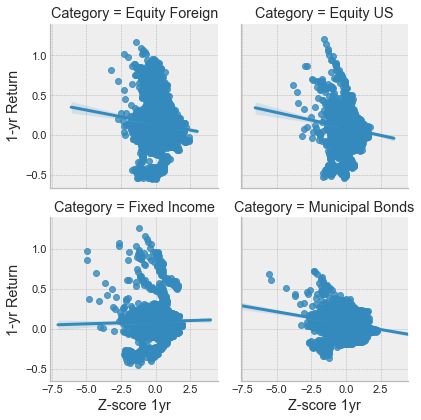 Category = Equity Foreign
Category = Equity US
1-yr Return
1.0
0.5
0.0
−0.5
Category = Fixed Income
Category = Municipal Bonds
1-yr Return
1.0
0.5
0.0
−0.5
−7.5 −5.0 −2.5 0.0 2.5
−7.5 −5.0 −2.5 0.0 2.5
Z-score 1yr
Z-score 1yr